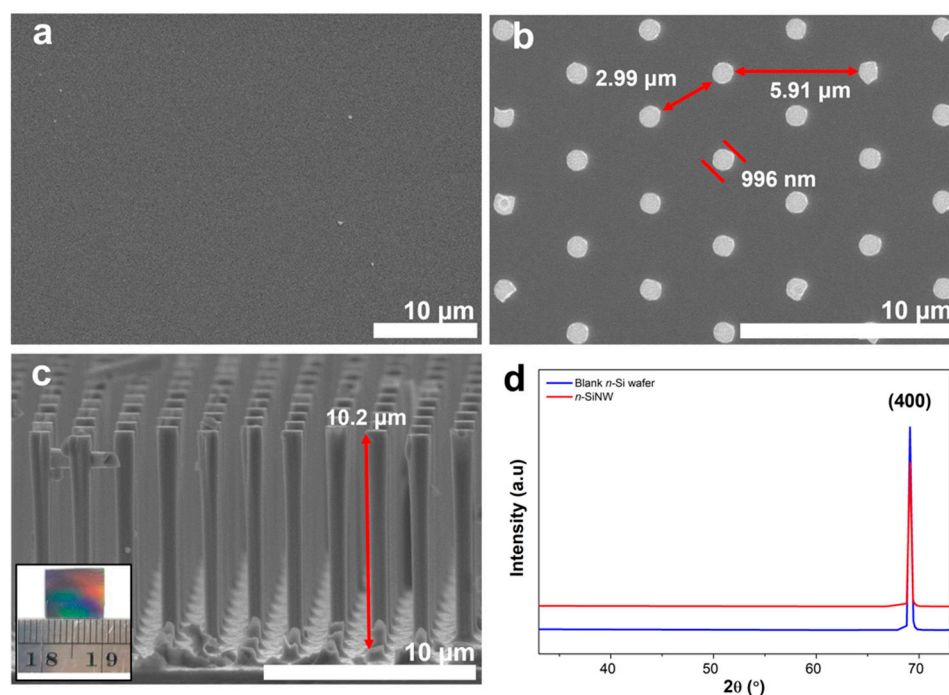 a
10 µm
b
2.99 µm
5.91 µm
996 nm
10 µm
c
10.2 µm
10 µm
18 19
d
Blank n-Si wafer
n-SiNW
(400)
Intensity (a.u)
40 50 60 70
2θ (°)